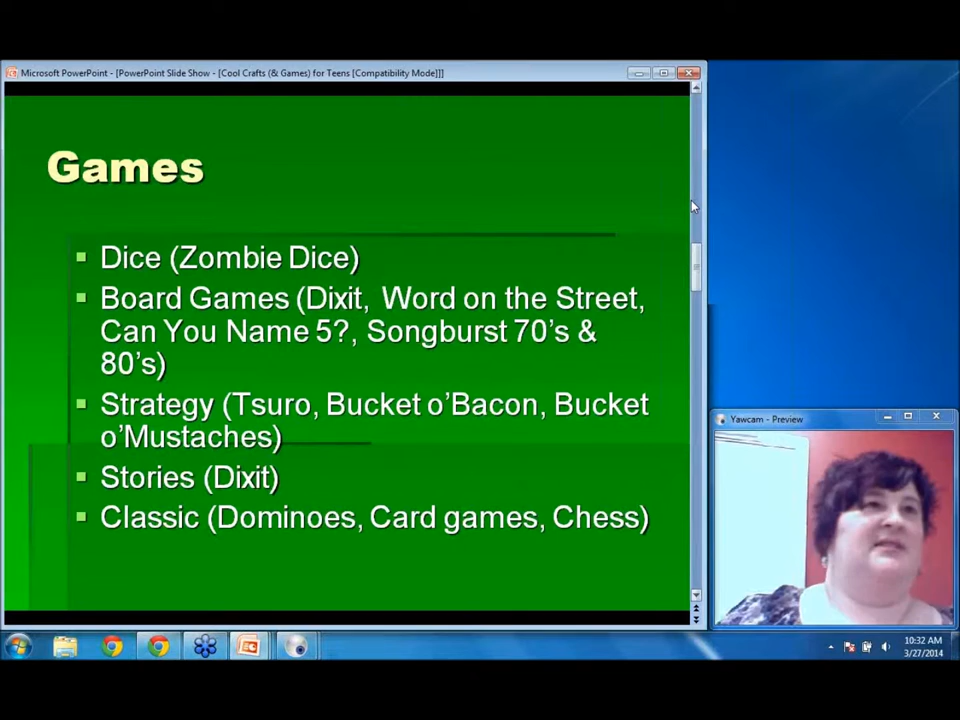 Microsoft PowerPoint - [PowerPoint Slide Show - [Cool Crafts (& Games) for Teens [Compatibility Mode]]]
Games
Dice (Zombie Dice)
Board Games (Dixit, Word on the Street,
Can You Name 5?, Songburst 70's &
80's)
Strategy (Tsuro, Bucket o'Bacon, Bucket
o'Mustaches)
Stories (Dixit)
Classic (Dominoes, Card games, Chess)
Yawcam - Preview
10:32 AM
3/27/2014